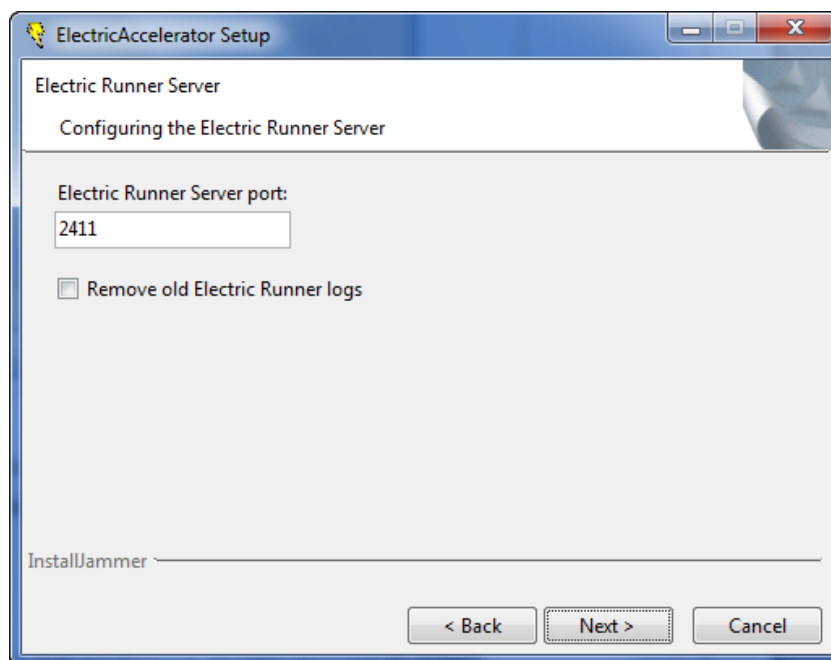 ElectricAccelerator Setup
Electric Runner Server
Configuring the Electric Runner Server
Electric Runner Server port:
2411
Remove old Electric Runner logs
InstallJammer
< Back Next > Cancel